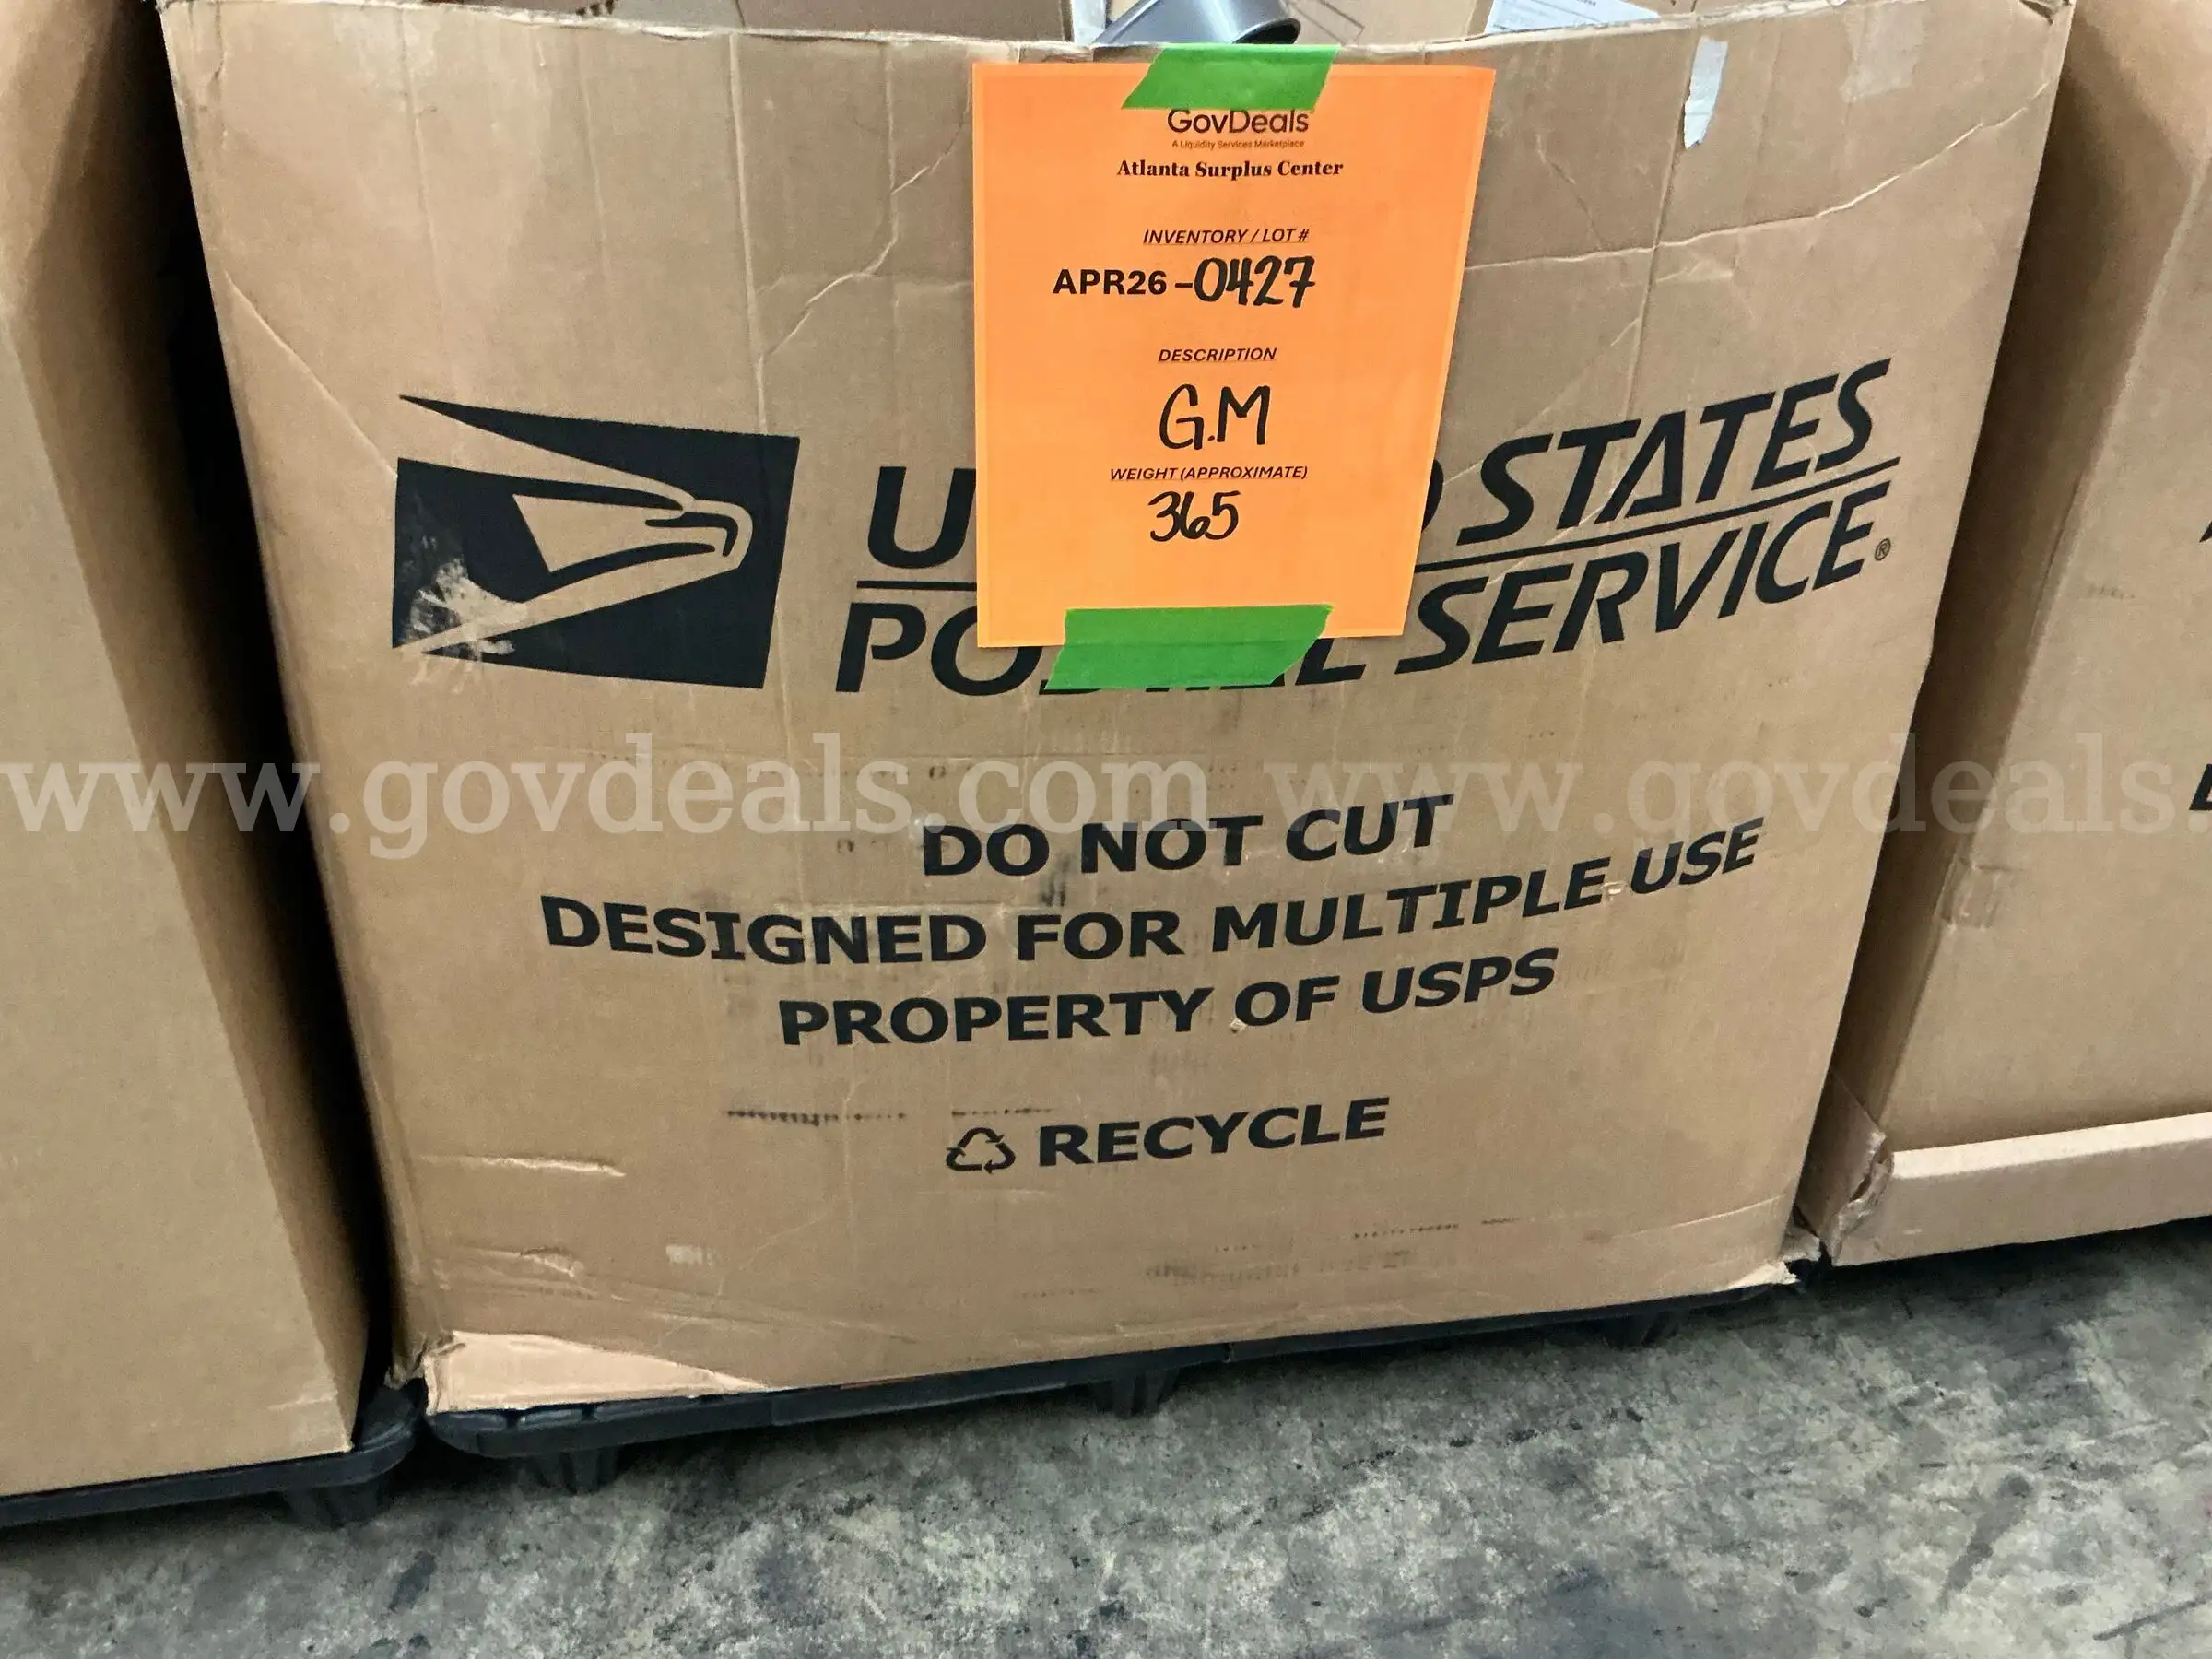 GovDeals
A Liquidity Services Marketplace
Atlanta Surplus Center
INVENTORY / LOT #
APR26 -0427
DESCRIPTION
G.M
WEIGHT (APPROXIMATE)
365
STATES
SERVICE®
www.govdeals.com www.govdeals.
DO NOT CUT
DESIGNED FOR MULTIPLE USE
PROPERTY OF USPS
RECYCLE